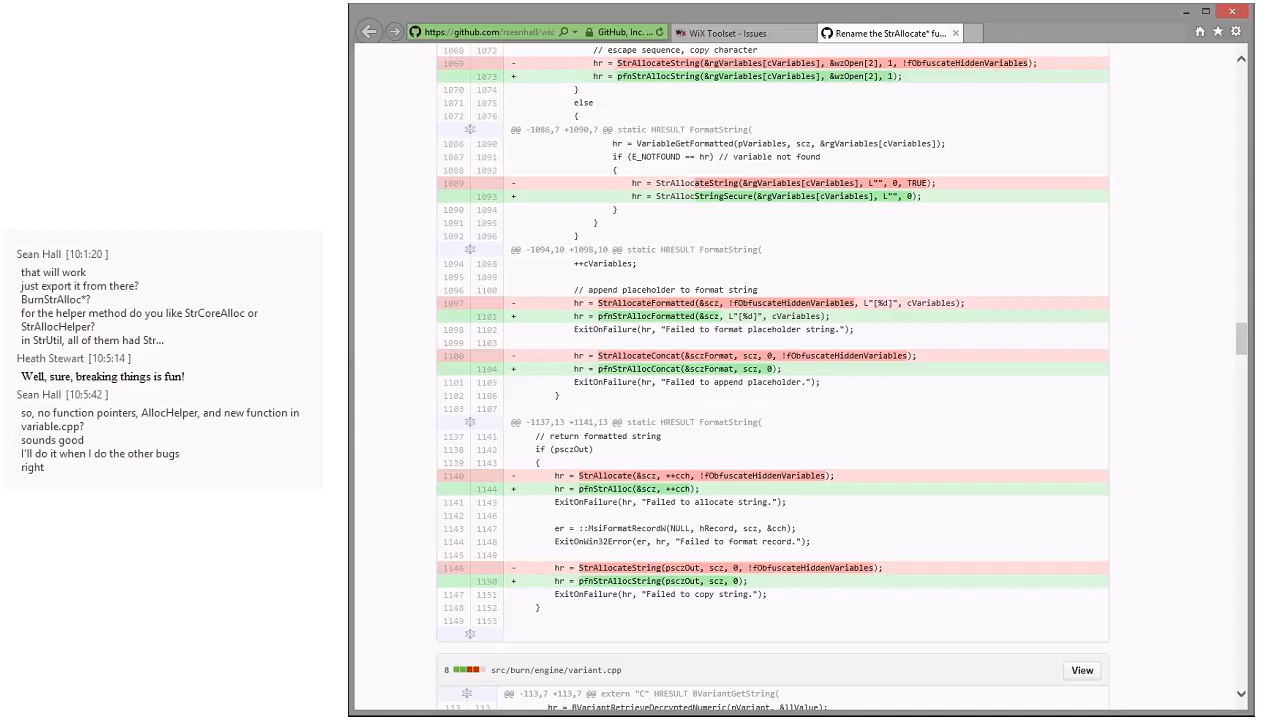 Sean Hall [10:1:20 ]
that will work
just export it from there?
BurnStrAlloc*?
for the helper method do you like StrCoreAlloc or
StrAllocHelper?
in StrUtil, all of them had Str...
Heath Stewart [10:5:14 ]
Well, sure, breaking things is fun!
Sean Hall [10:5:42 ]
so, no function pointers, AllocHelper, and new function in
variable.cpp?
sounds good
I'll do it when I do the other bugs
right
https://github.com/rseanhall/wix GitHub, Inc. ... WiX Toolset - Issues Rename the StrAllocate* fu...
1068 1072 // escape sequence, copy character
1069 - hr = StrAllocateString(&rgVariables[cVariables], &wzOpen[2], 1, !fObfuscateHiddenVariables);
1073 + hr = pfnStrAllocString(&rgVariables[cVariables], &wzOpen[2], 1);
1070 1074 }
1071 1075 else
1072 1076 {
@@ -1086,7 +1090,7 @@ static HRESULT FormatString(
1086 1090 hr = VariableGetFormatted(pVariables, scz, &rgVariables[cVariables]);
1087 1091 if (E_NOTFOUND == hr) // variable not found
1088 1092 {
1089 - hr = StrAllocateString(&rgVariables[cVariables], L"", 0, TRUE);
1093 + hr = StrAllocStringSecure(&rgVariables[cVariables], L"", 0);
1090 1094 }
1091 1095 }
1092 1096 }
@@ -1094,10 +1098,10 @@ static HRESULT FormatString(
1094 1098 ++cVariables;
1095 1099
1096 1100 // append placeholder to format string
1097 - hr = StrAllocateFormatted(&scz, !fObfuscateHiddenVariables, L"[%d]", cVariables);
1101 + hr = pfnStrAllocFormatted(&scz, L"[%d]", cVariables);
1098 1102 ExitOnFailure(hr, "Failed to format placeholder string.");
1099 1103
1100 - hr = StrAllocateConcat(&sczFormat, scz, 0, !fObfuscateHiddenVariables);
1104 + hr = pfnStrAllocConcat(&sczFormat, scz, 0);
1101 1105 ExitOnFailure(hr, "Failed to append placeholder.");
1102 1106 }
1103 1107
@@ -1137,13 +1141,13 @@ static HRESULT FormatString(
1137 1141 // return formatted string
1138 1142 if (psczOut)
1139 1143 {
1140 - hr = StrAllocate(&scz, ++cch, !fObfuscateHiddenVariables);
1144 + hr = pfnStrAlloc(&scz, ++cch);
1141 1145 ExitOnFailure(hr, "Failed to allocate string.");
1142 1146
1143 1147 er = ::MsiFormatRecordW(NULL, hRecord, scz, &cch);
1144 1148 ExitOnWin32Error(er, hr, "Failed to format record.");
1145 1149
1146 - hr = StrAllocateString(psczOut, scz, 0, !fObfuscateHiddenVariables);
1150 + hr = pfnStrAllocString(psczOut, scz, 0);
1147 1151 ExitOnFailure(hr, "Failed to copy string.");
1148 1152 }
1149 1153
8 src/burn/engine/variant.cpp View
@@ -113,7 +113,7 @@ extern "C" HRESULT BVariantGetString(
113 113 hr = BVariantRetrieveDecryptedNumeric(pVariant, &llValue);